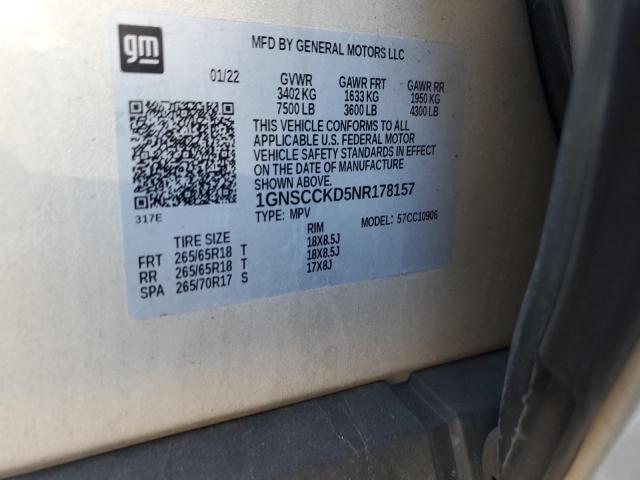 gm
MFD BY GENERAL MOTORS LLC
01/22 GVWR GAWR FRT GAWR RR
3402 KG 1633 KG 1950 KG
7500 LB 3600 LB 4300 LB
THIS VEHICLE CONFORMS TO ALL
APPLICABLE U.S. FEDERAL MOTOR
VEHICLE SAFETY STANDARDS IN EFFECT
ON THE DATE OF MANUFACTURE
SHOWN ABOVE.
1GNSCCKD5NR178157
317E TYPE: MPV MODEL: 57CC10906
TIRE SIZE RIM
FRT 265/65R18 T 18X8.5J
RR 265/65R18 T 18X8.5J
SPA 265/70R17 S 17X8J